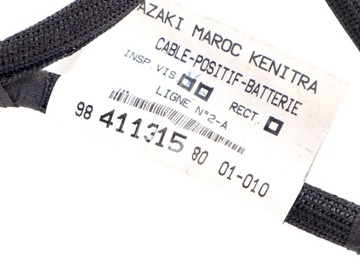 AZAKI MAROC KENITRA
CABLE-POSITIF-BATTERIE
INSP VIS RECT.
LIGNE N°2-A
98 411315 80 01-010